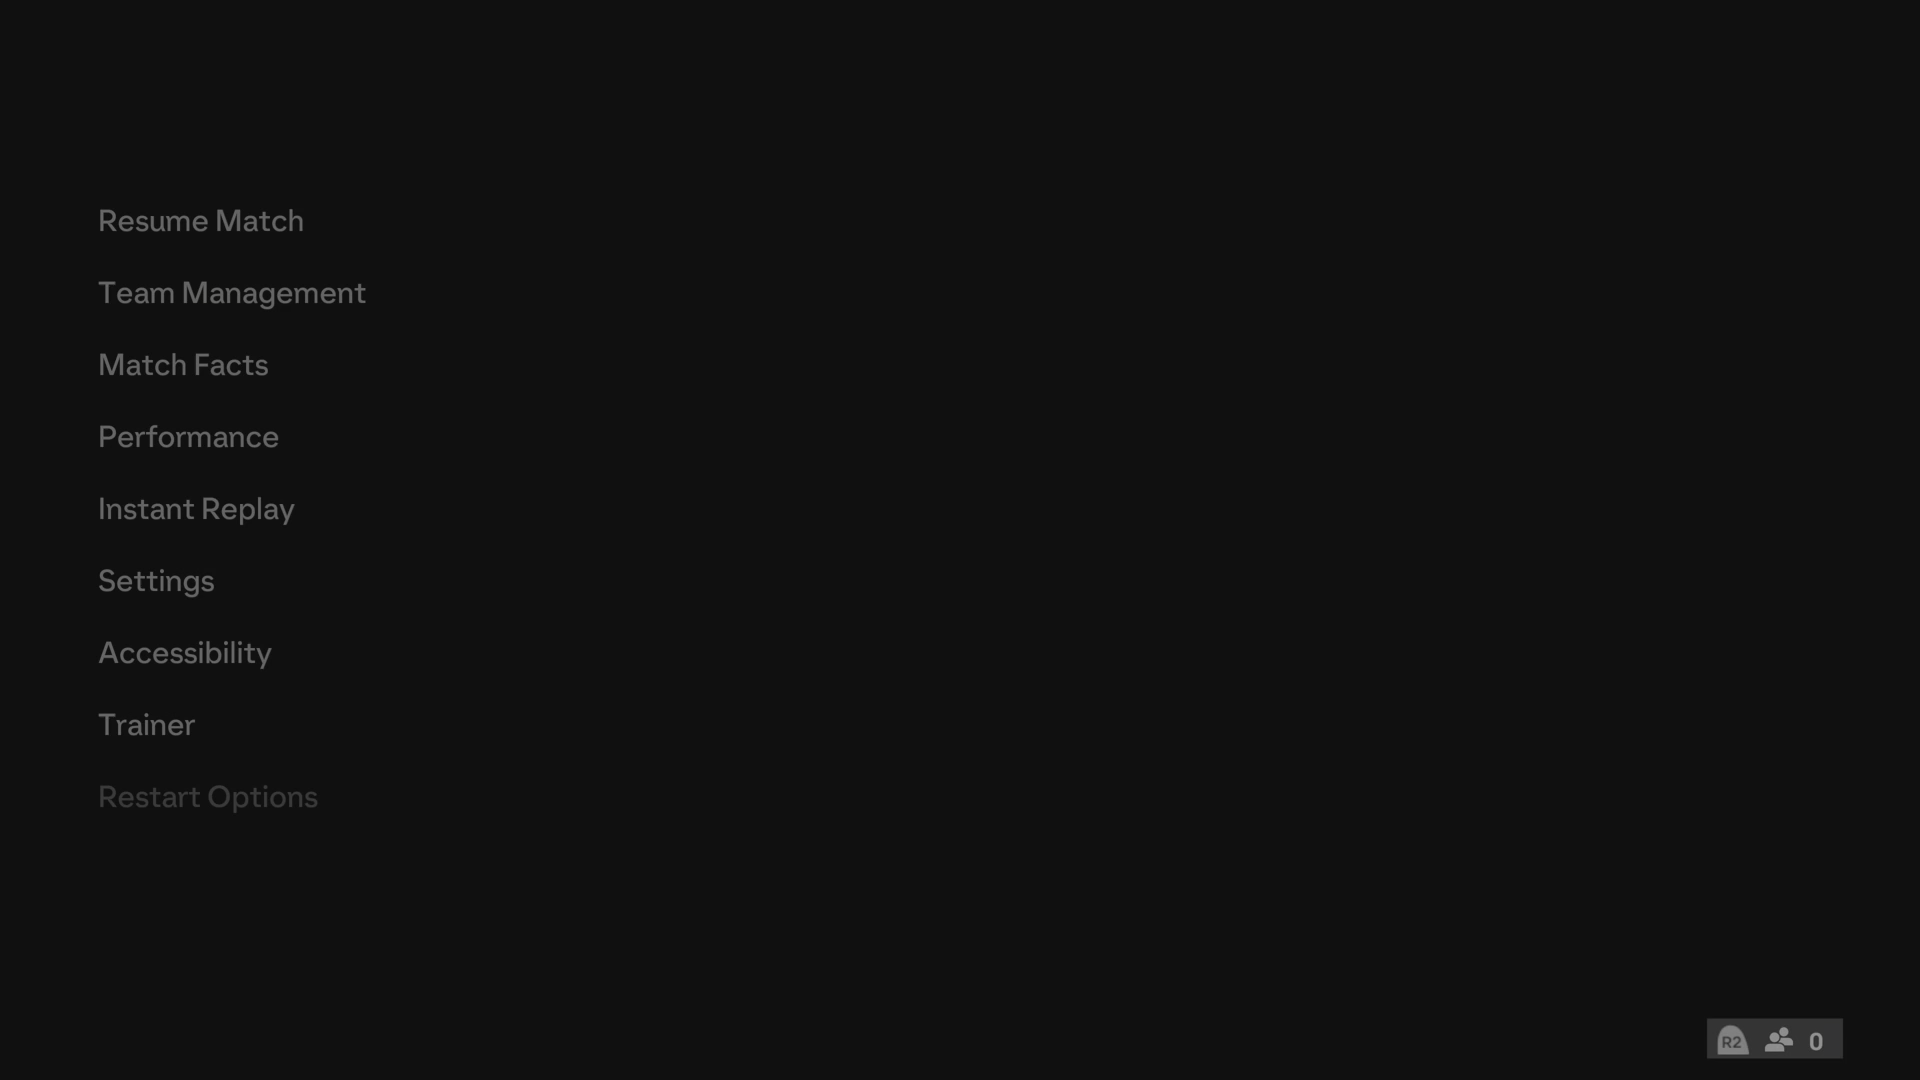 Resume Match
Team Management
Match Facts
Performance
Instant Replay
Settings
Accessibility
Trainer
Restart Options
R2 0